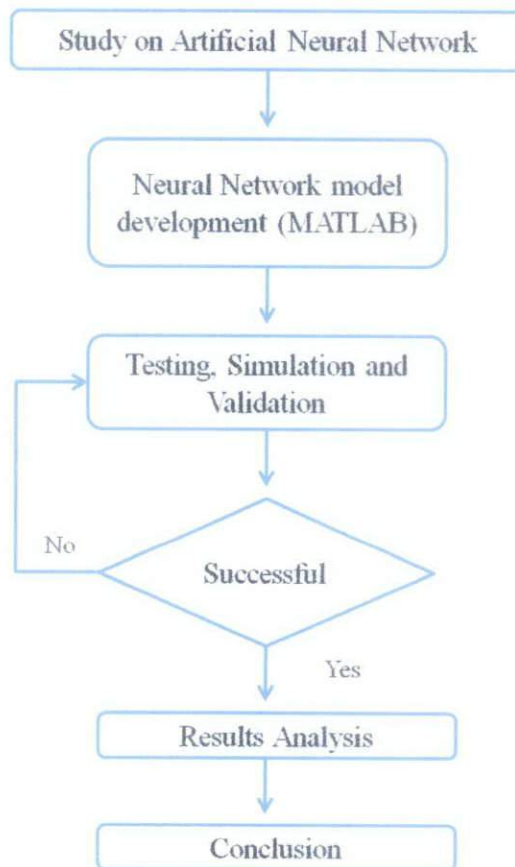 Study on Artificial Neural Network
Neural Network model
development (MATLAB)
Testing, Simulation and
Validation
No
Successful
Yes
Results Analysis
Conclusion